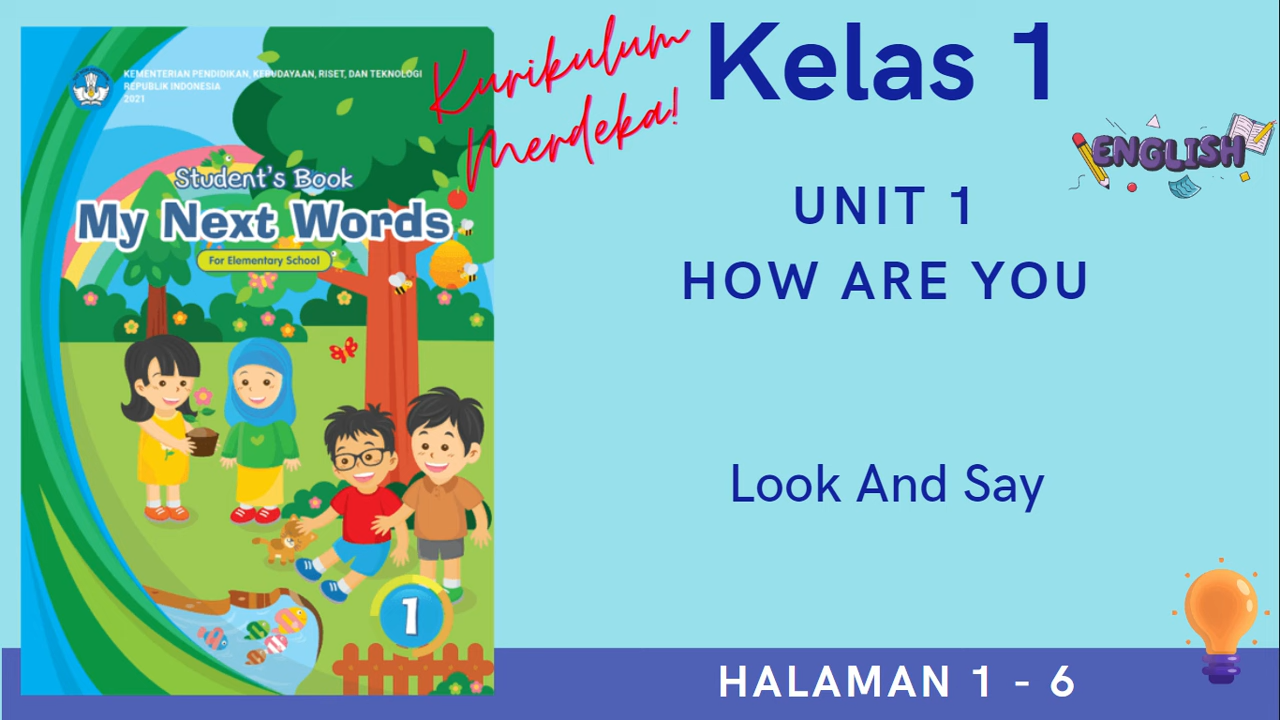 KEMENTERIAN PENDIDIKAN, KEBUDAYAAN, RISET, DAN TEKNOLOGI
REPUBLIK INDONESIA
2021
Student's Book
My Next Words
For Elementary School
1
Kurikulum
Merdeka!
Kelas 1
ENGLISH
UNIT 1
HOW ARE YOU
Look And Say
HALAMAN 1 - 6